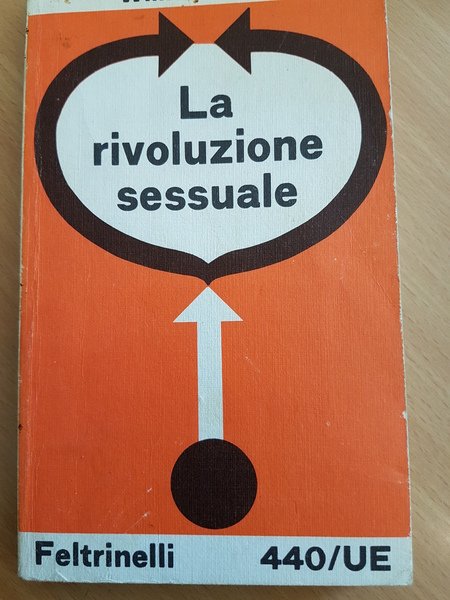 La
rivoluzione
sessuale
Feltrinelli 440/UE